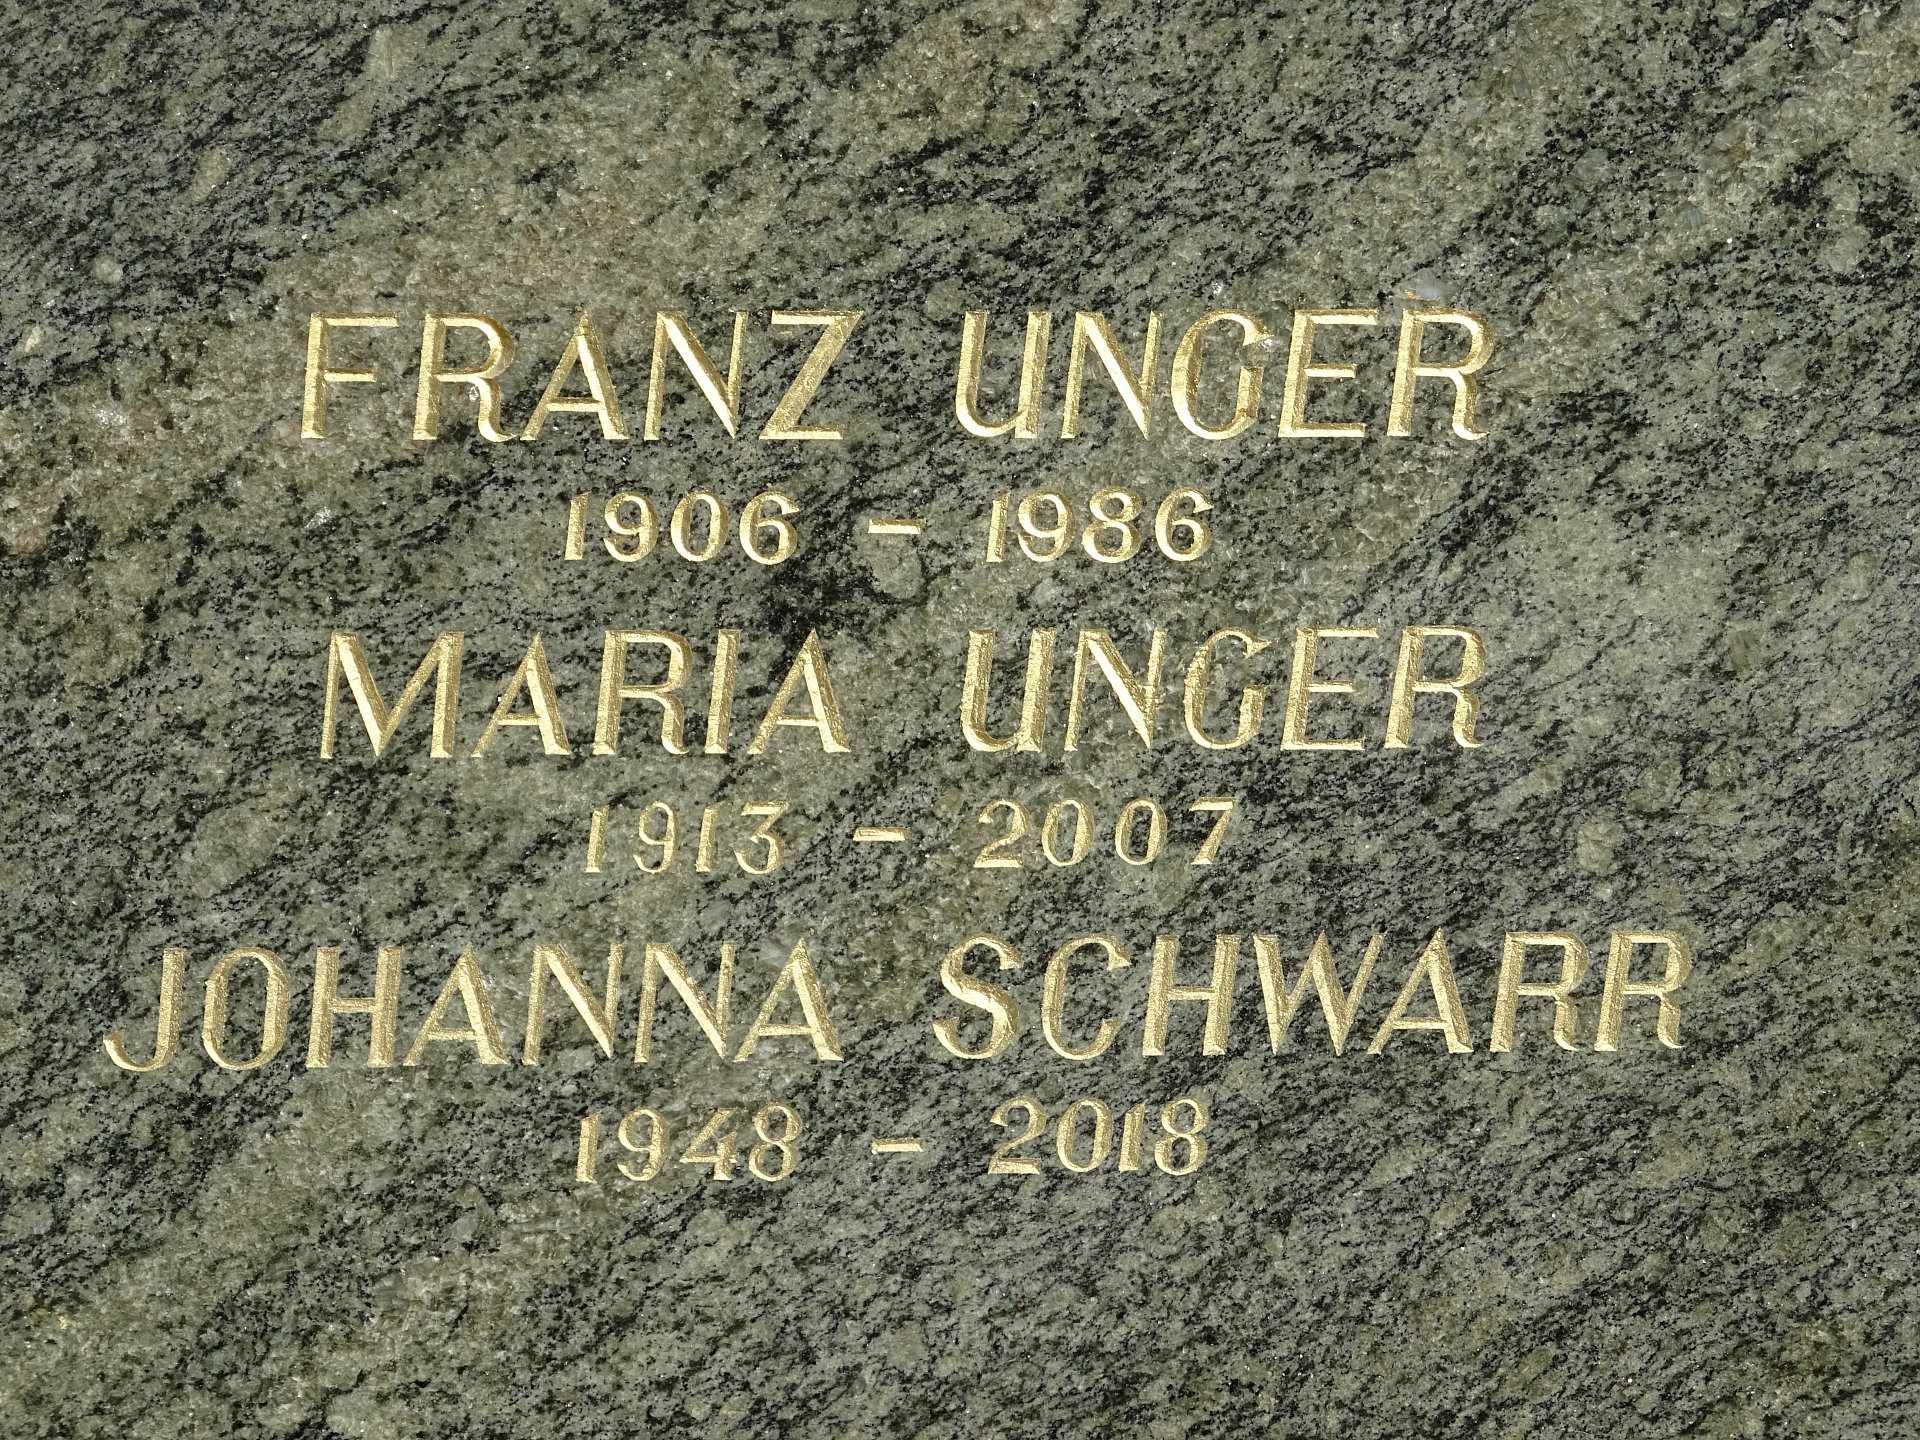 FRANZ UNGER
1906 - 1986
MARIA UNGER
1913 - 2007
JOHANNA SCHWARR
1948 - 2018